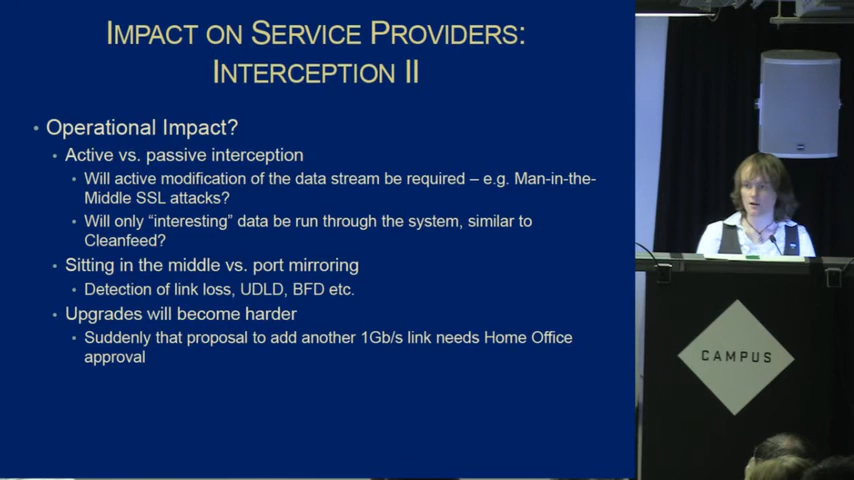 IMPACT ON SERVICE PROVIDERS:
INTERCEPTION II
• Operational Impact?
• Active vs. passive interception
• Will active modification of the data stream be required – e.g. Man-in-the-
Middle SSL attacks?
• Will only “interesting” data be run through the system, similar to
Cleanfeed?
• Sitting in the middle vs. port mirroring
• Detection of link loss, UDLD, BFD etc.
• Upgrades will become harder
• Suddenly that proposal to add another 1Gb/s link needs Home Office
approval
CAMPUS